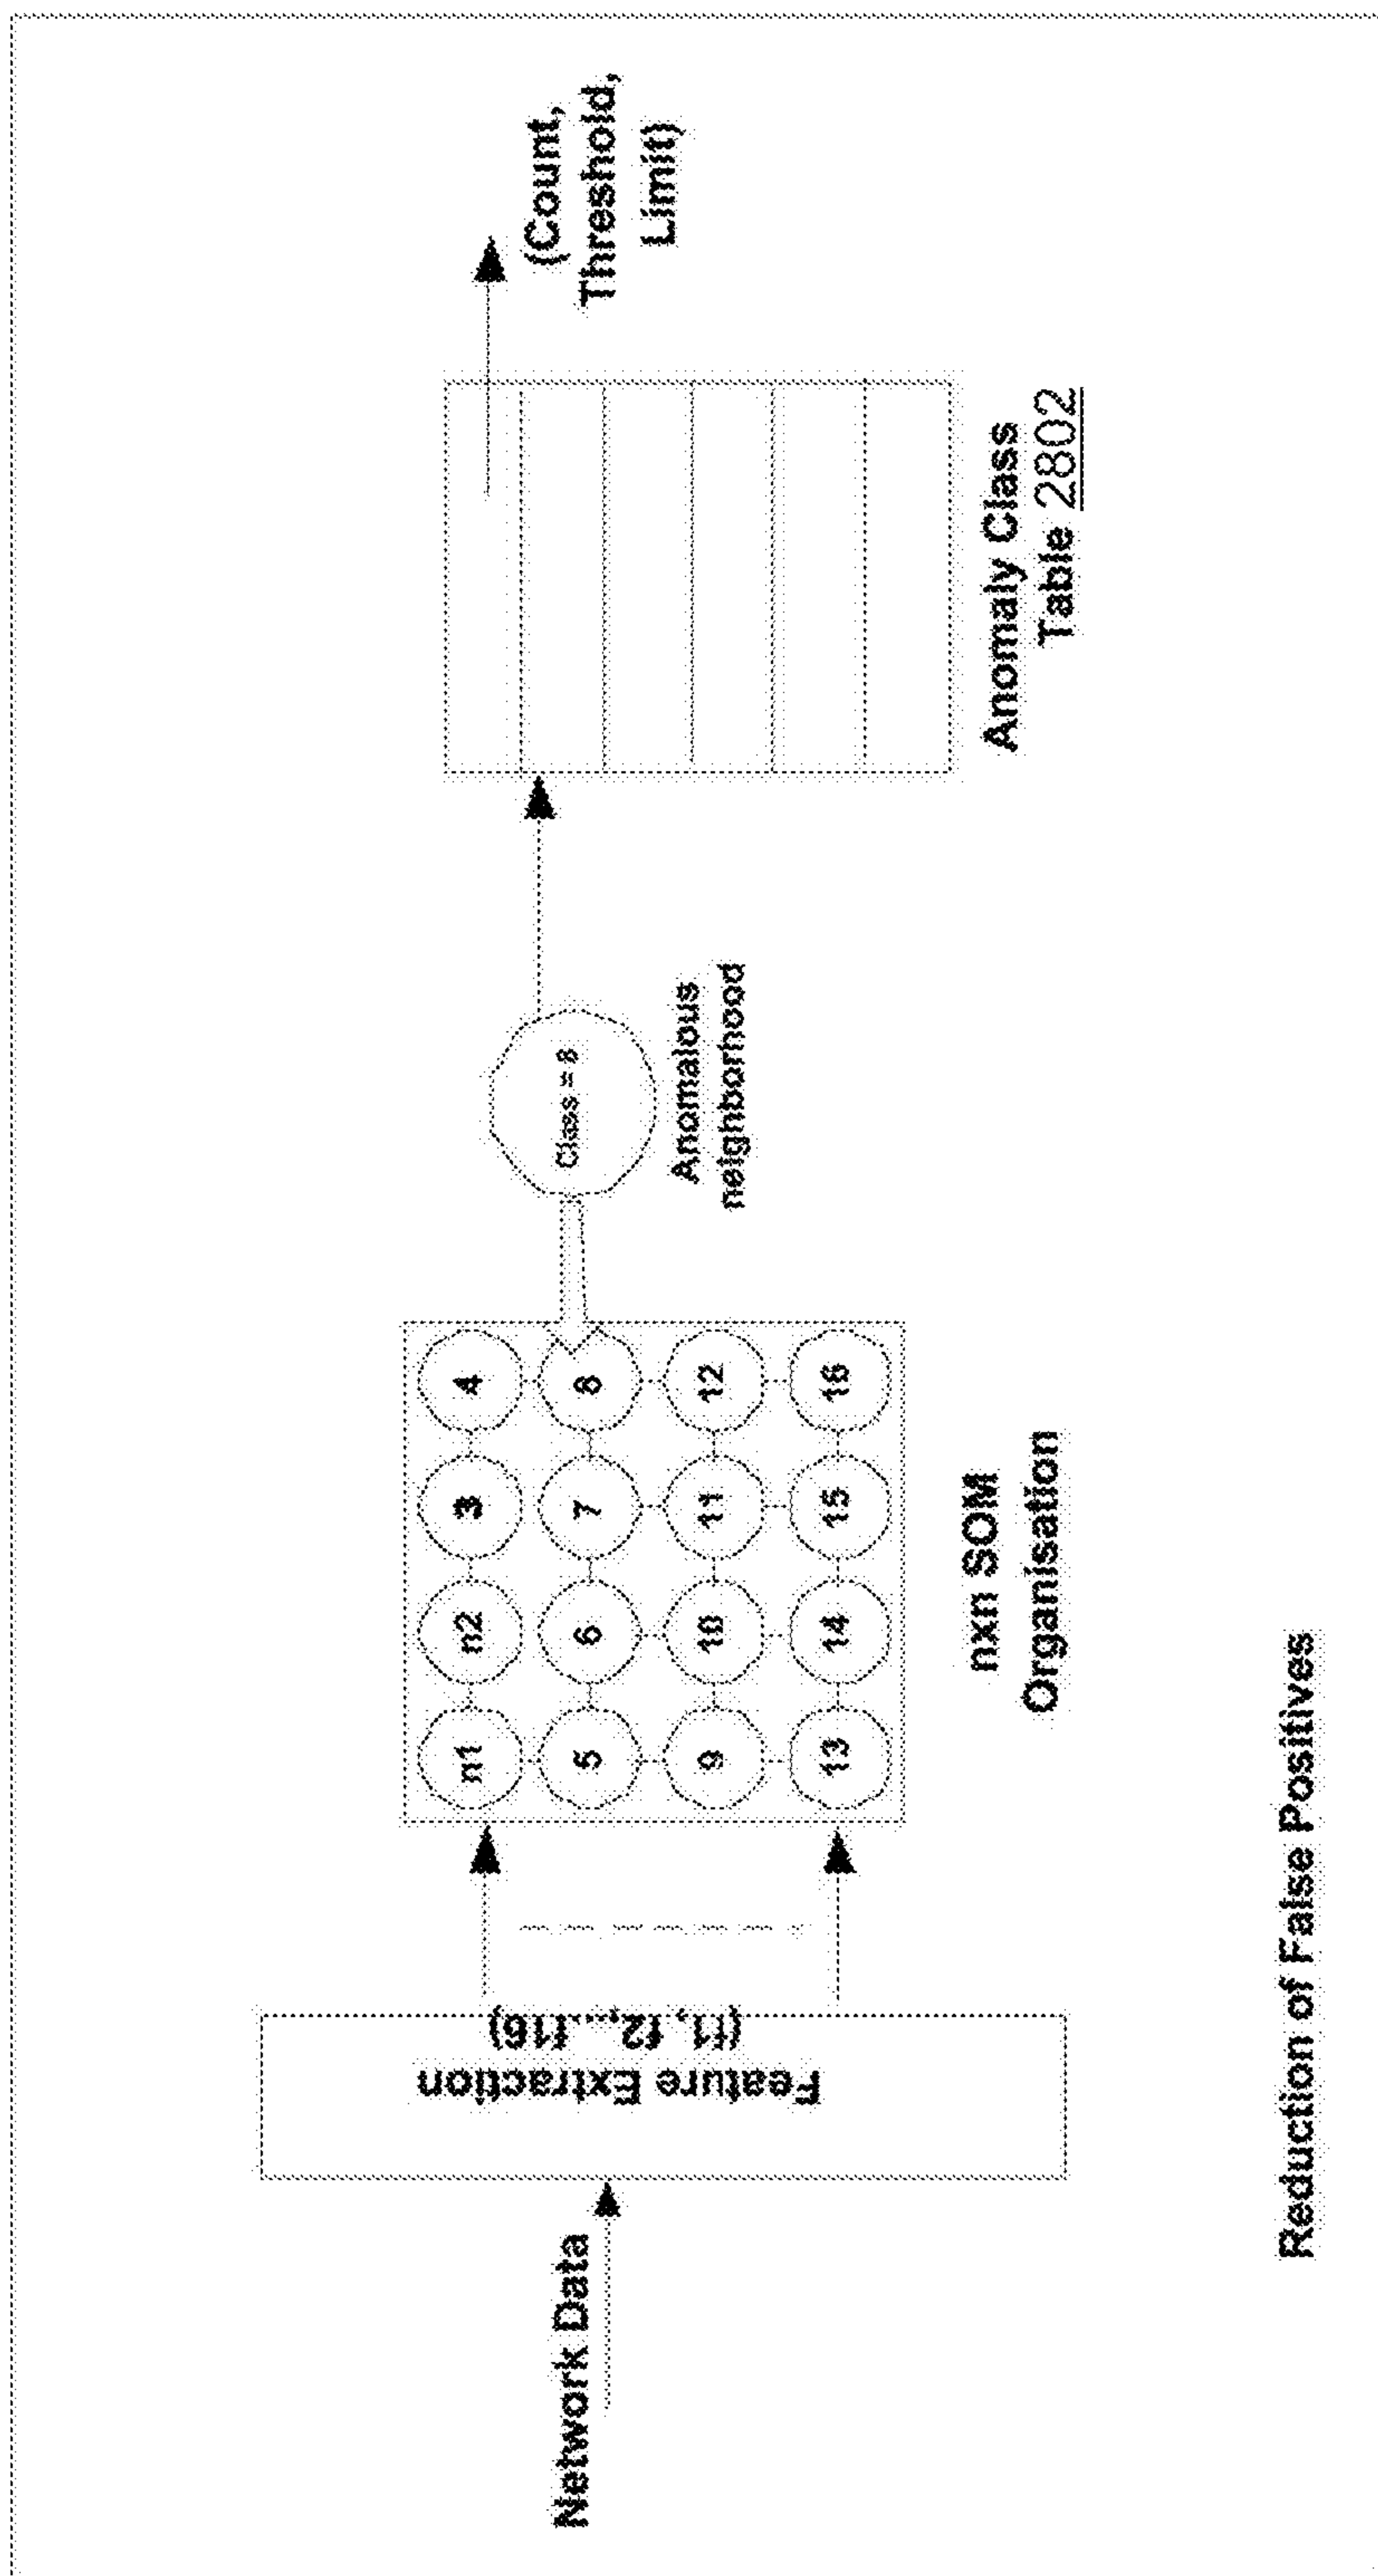 Network Data
Feature Extraction
(f1, f2,...f16)
n1 n2 3 4
5 6 7 8
9 10 11 12
13 14 15 16
nxn SOM
Organisation
Class = 8
Anomalous
neighborhood
Anomaly Class
Table 2802
(Count,
Threshold,
Limit)
Reduction of False Positives